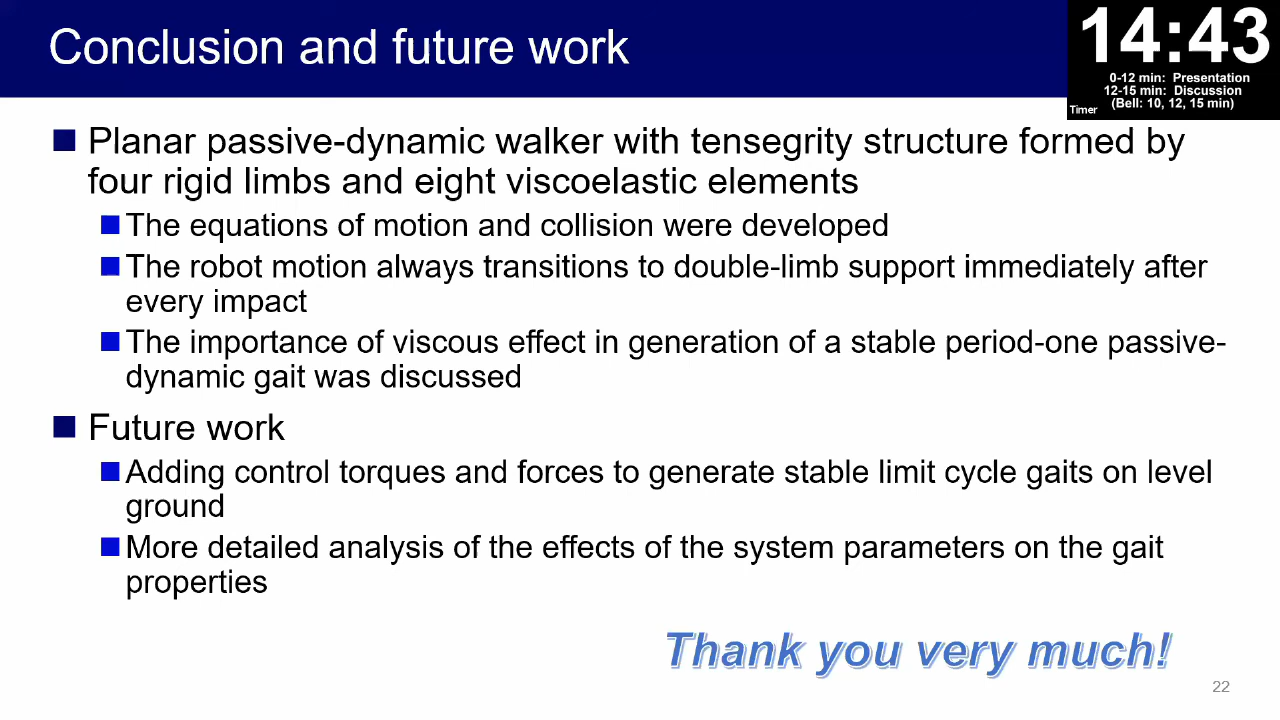 Conclusion and future work
14:43
0-12 min: Presentation
12-15 min: Discussion
(Bell: 10, 12, 15 min)
Timer
Planar passive-dynamic walker with tensegrity structure formed by
four rigid limbs and eight viscoelastic elements
The equations of motion and collision were developed
The robot motion always transitions to double-limb support immediately after
every impact
The importance of viscous effect in generation of a stable period-one passive-
dynamic gait was discussed
Future work
Adding control torques and forces to generate stable limit cycle gaits on level
ground
More detailed analysis of the effects of the system parameters on the gait
properties
Thank you very much!
22